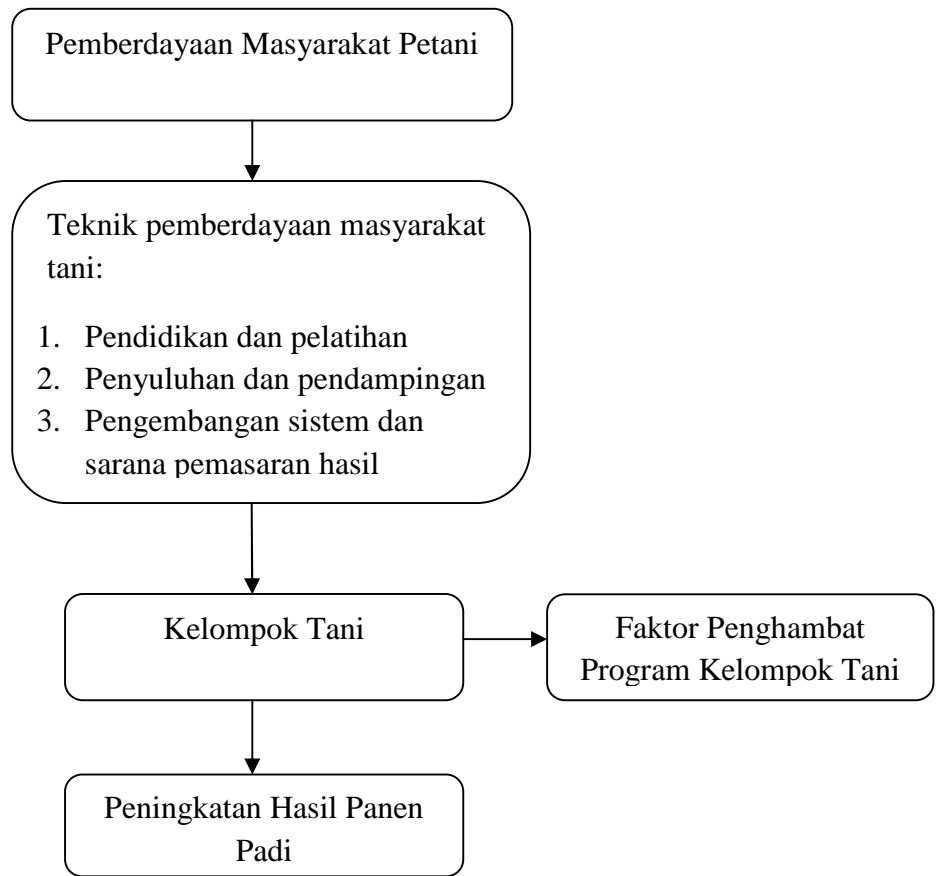 Pemberdayaan Masyarakat Petani
Teknik pemberdayaan masyarakat
tani:
1. Pendidikan dan pelatihan
2. Penyuluhan dan pendampingan
3. Pengembangan sistem dan
sarana pemasaran hasil
Kelompok Tani
Faktor Penghambat
Program Kelompok Tani
Peningkatan Hasil Panen
Padi